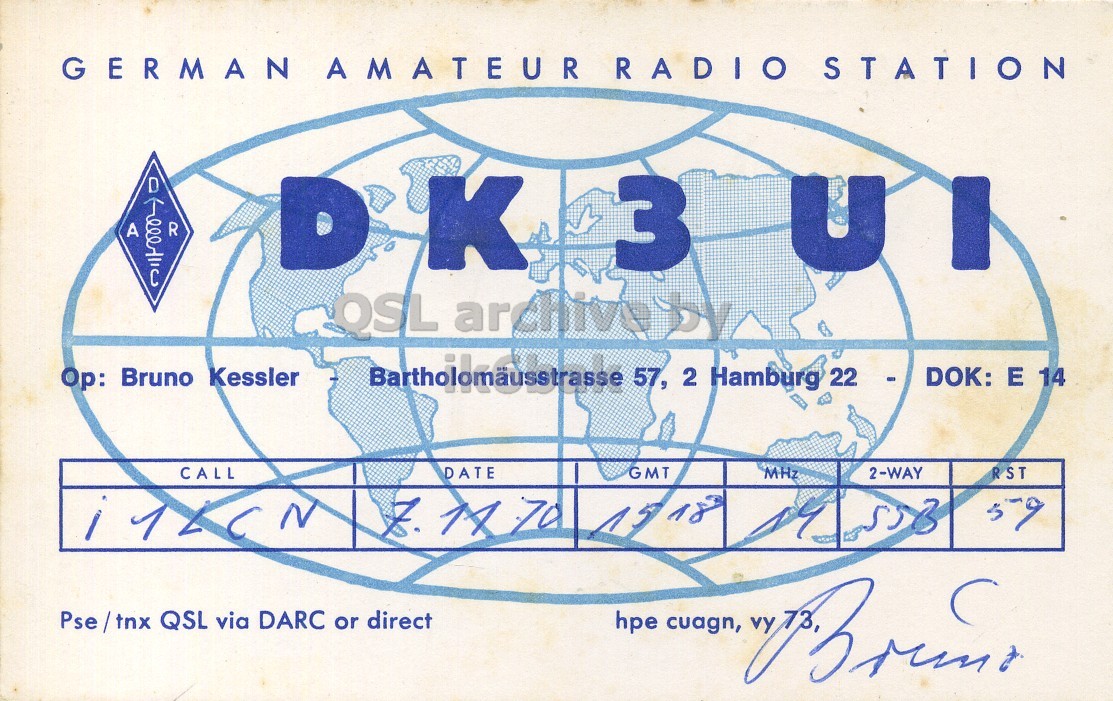 GERMAN AMATEUR RADIO STATION
D
A R
C
DK3UI
QSL archive by
ik6bak
Op: Bruno Kessler - Bartholomäusstrasse 57, 2 Hamburg 22 - DOK: E 14
CALL DATE GMT MHz 2-WAY RST
i1LCN 7.11.70 1518 14 SSB 59
Pse/tnx QSL via DARC or direct hpe cuagn, vy 73,
Bruno